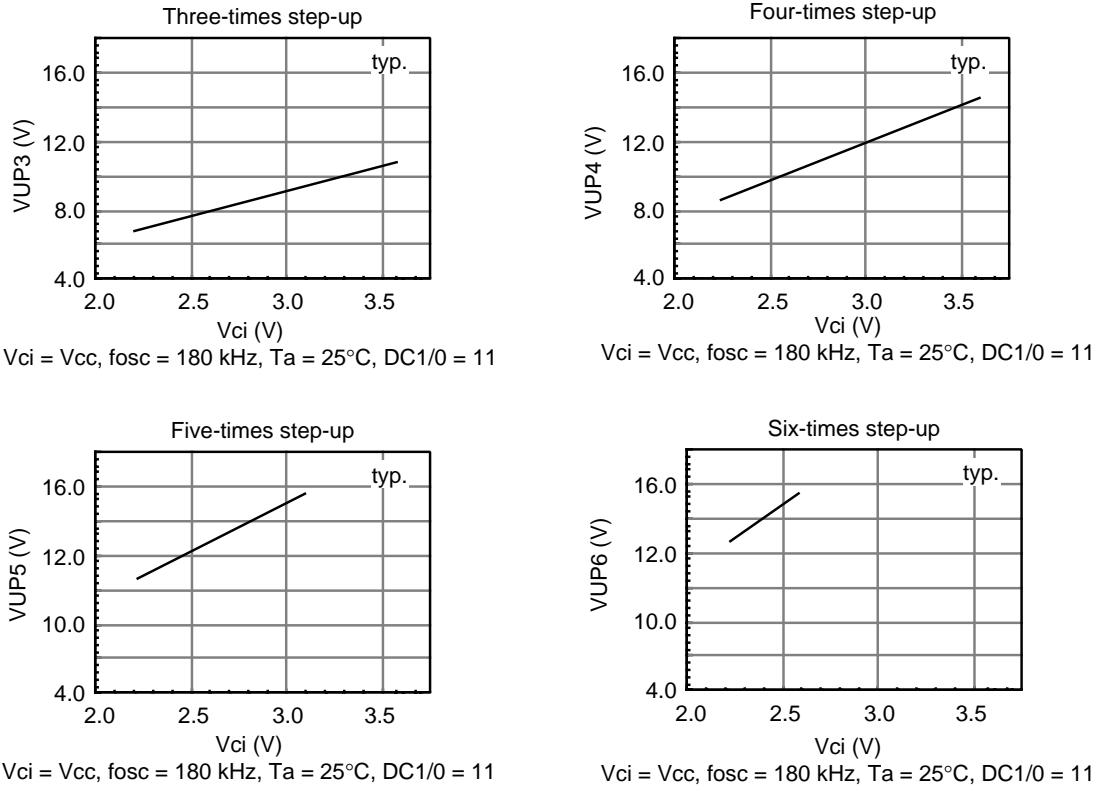 Three-times step-up
typ.
16.0
12.0
8.0
4.0
VUP3 (V)
2.0 2.5 3.0 3.5
Vci (V)
Vci = Vcc, fosc = 180 kHz, Ta = 25°C, DC1/0 = 11
Four-times step-up
typ.
16.0
12.0
8.0
4.0
VUP4 (V)
2.0 2.5 3.0 3.5
Vci (V)
Vci = Vcc, fosc = 180 kHz, Ta = 25°C, DC1/0 = 11
Five-times step-up
typ.
16.0
12.0
10.0
4.0
VUP5 (V)
2.0 2.5 3.0 3.5
Vci (V)
Vci = Vcc, fosc = 180 kHz, Ta = 25°C, DC1/0 = 11
Six-times step-up
typ.
16.0
12.0
10.0
4.0
VUP6 (V)
2.0 2.5 3.0 3.5
Vci (V)
Vci = Vcc, fosc = 180 kHz, Ta = 25°C, DC1/0 = 11